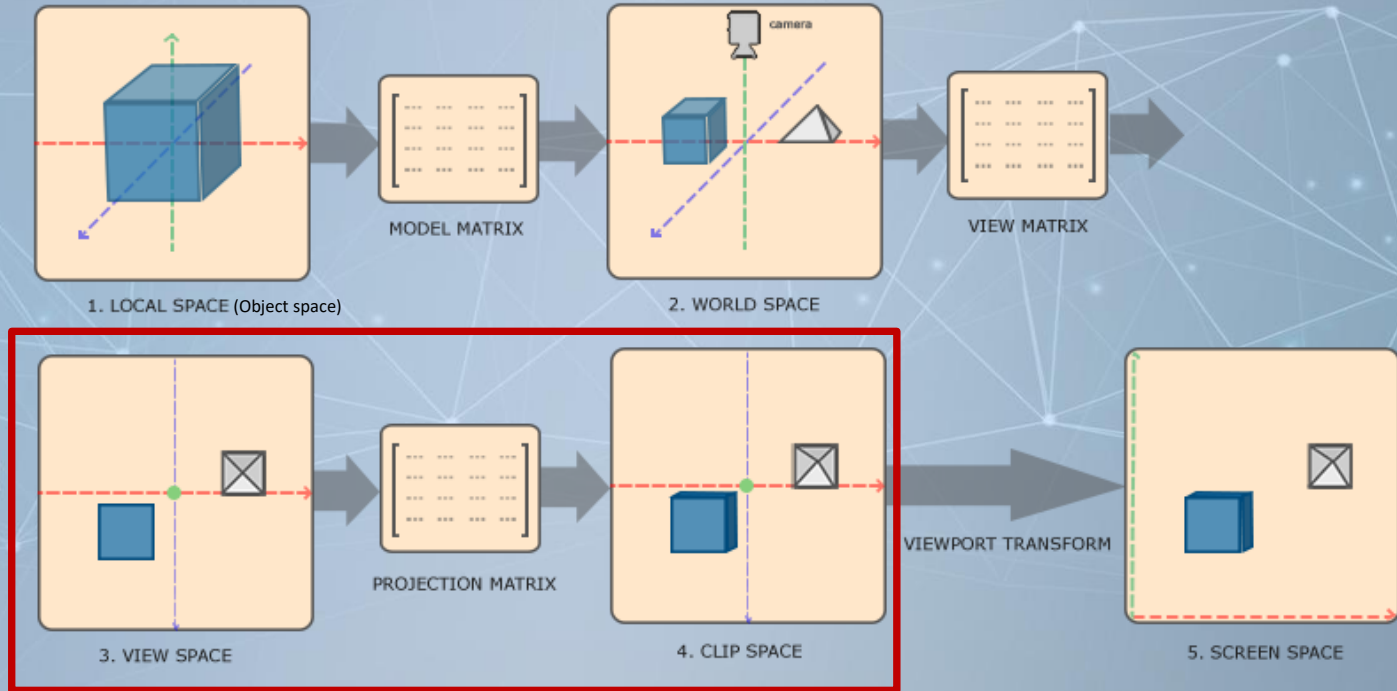 camera
MODEL MATRIX
VIEW MATRIX
1. LOCAL SPACE (Object space)
2. WORLD SPACE
PROJECTION MATRIX
VIEWPORT TRANSFORM
3. VIEW SPACE
4. CLIP SPACE
5. SCREEN SPACE